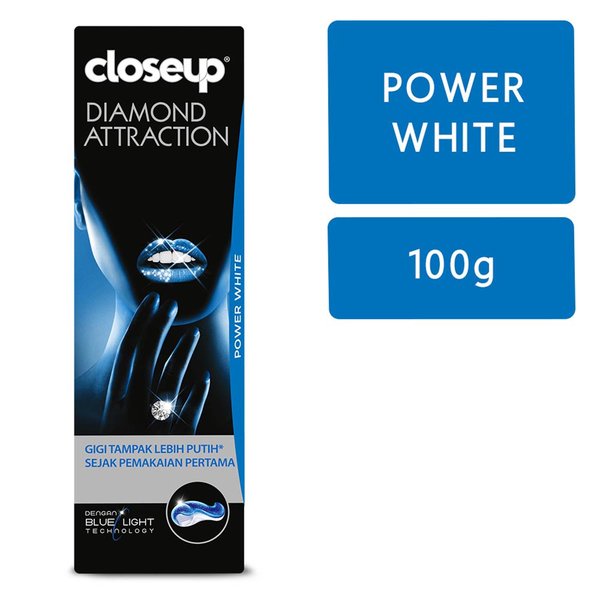 closeup®
DIAMOND
ATTRACTION
POWER WHITE
GIGI TAMPAK LEBIH PUTIH*
SEJAK PEMAKAIAN PERTAMA
DENGAN
BLUE LIGHT
TECHNOLOGY
POWER
WHITE
100g